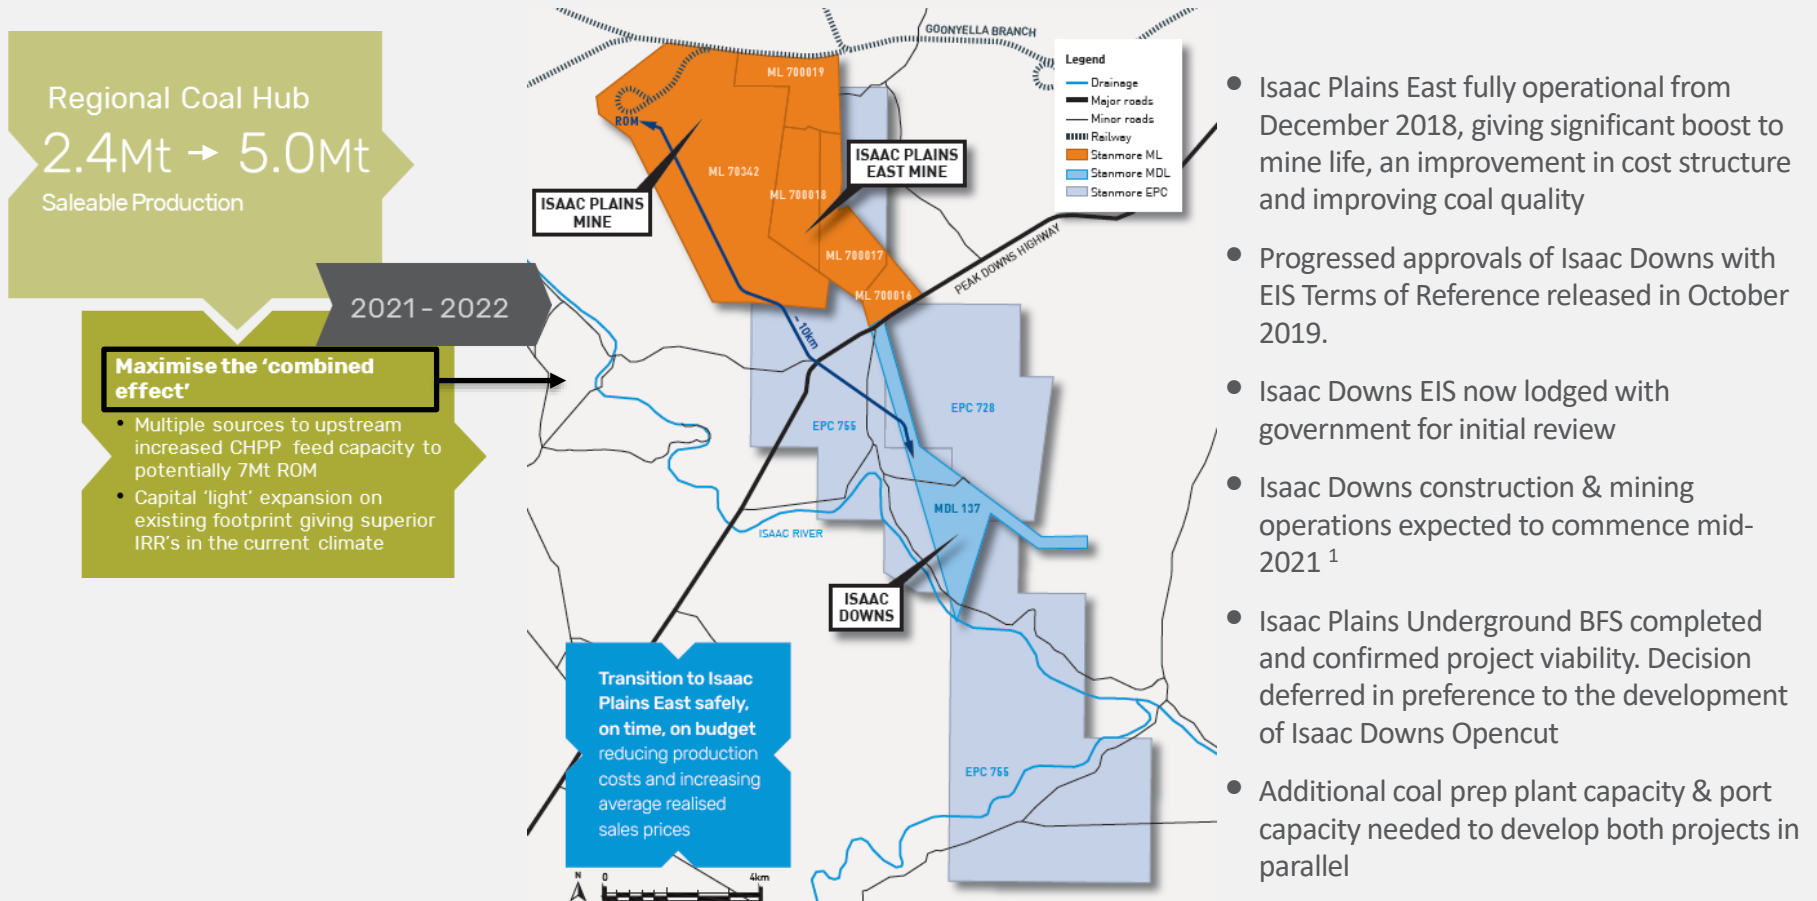 Regional Coal Hub
2.4Mt → 5.0Mt
Saleable Production
2021 - 2022
Maximise the ‘combined
effect’
• Multiple sources to upstream
increased CHPP feed capacity to
potentially 7Mt ROM
• Capital ‘light’ expansion on
existing footprint giving superior
IRR's in the current climate
GOONYELLA BRANCH
Legend
Drainage
Major roads
Minor roads
Railway
Stanmore ML
Stanmore MDL
Stanmore EPC
ML 700019
ROM
ML 70342
ISAAC PLAINS
EAST MINE
ML 700018
ISAAC PLAINS
MINE
ML 700017
PEAK DOWNS HIGHWAY
ML 700016
~ 10km
EPC 755
EPC 728
MDL 137
ISAAC RIVER
ISAAC
DOWNS
EPC 755
Transition to Isaac
Plains East safely,
on time, on budget
reducing production
costs and increasing
average realised
sales prices
N
0
4km
• Isaac Plains East fully operational from
December 2018, giving significant boost to
mine life, an improvement in cost structure
and improving coal quality
• Progressed approvals of Isaac Downs with
EIS Terms of Reference released in October
2019.
• Isaac Downs EIS now lodged with
government for initial review
• Isaac Downs construction & mining
operations expected to commence mid-
2021 ¹
• Isaac Plains Underground BFS completed
and confirmed project viability. Decision
deferred in preference to the development
of Isaac Downs Opencut
• Additional coal prep plant capacity & port
capacity needed to develop both projects in
parallel